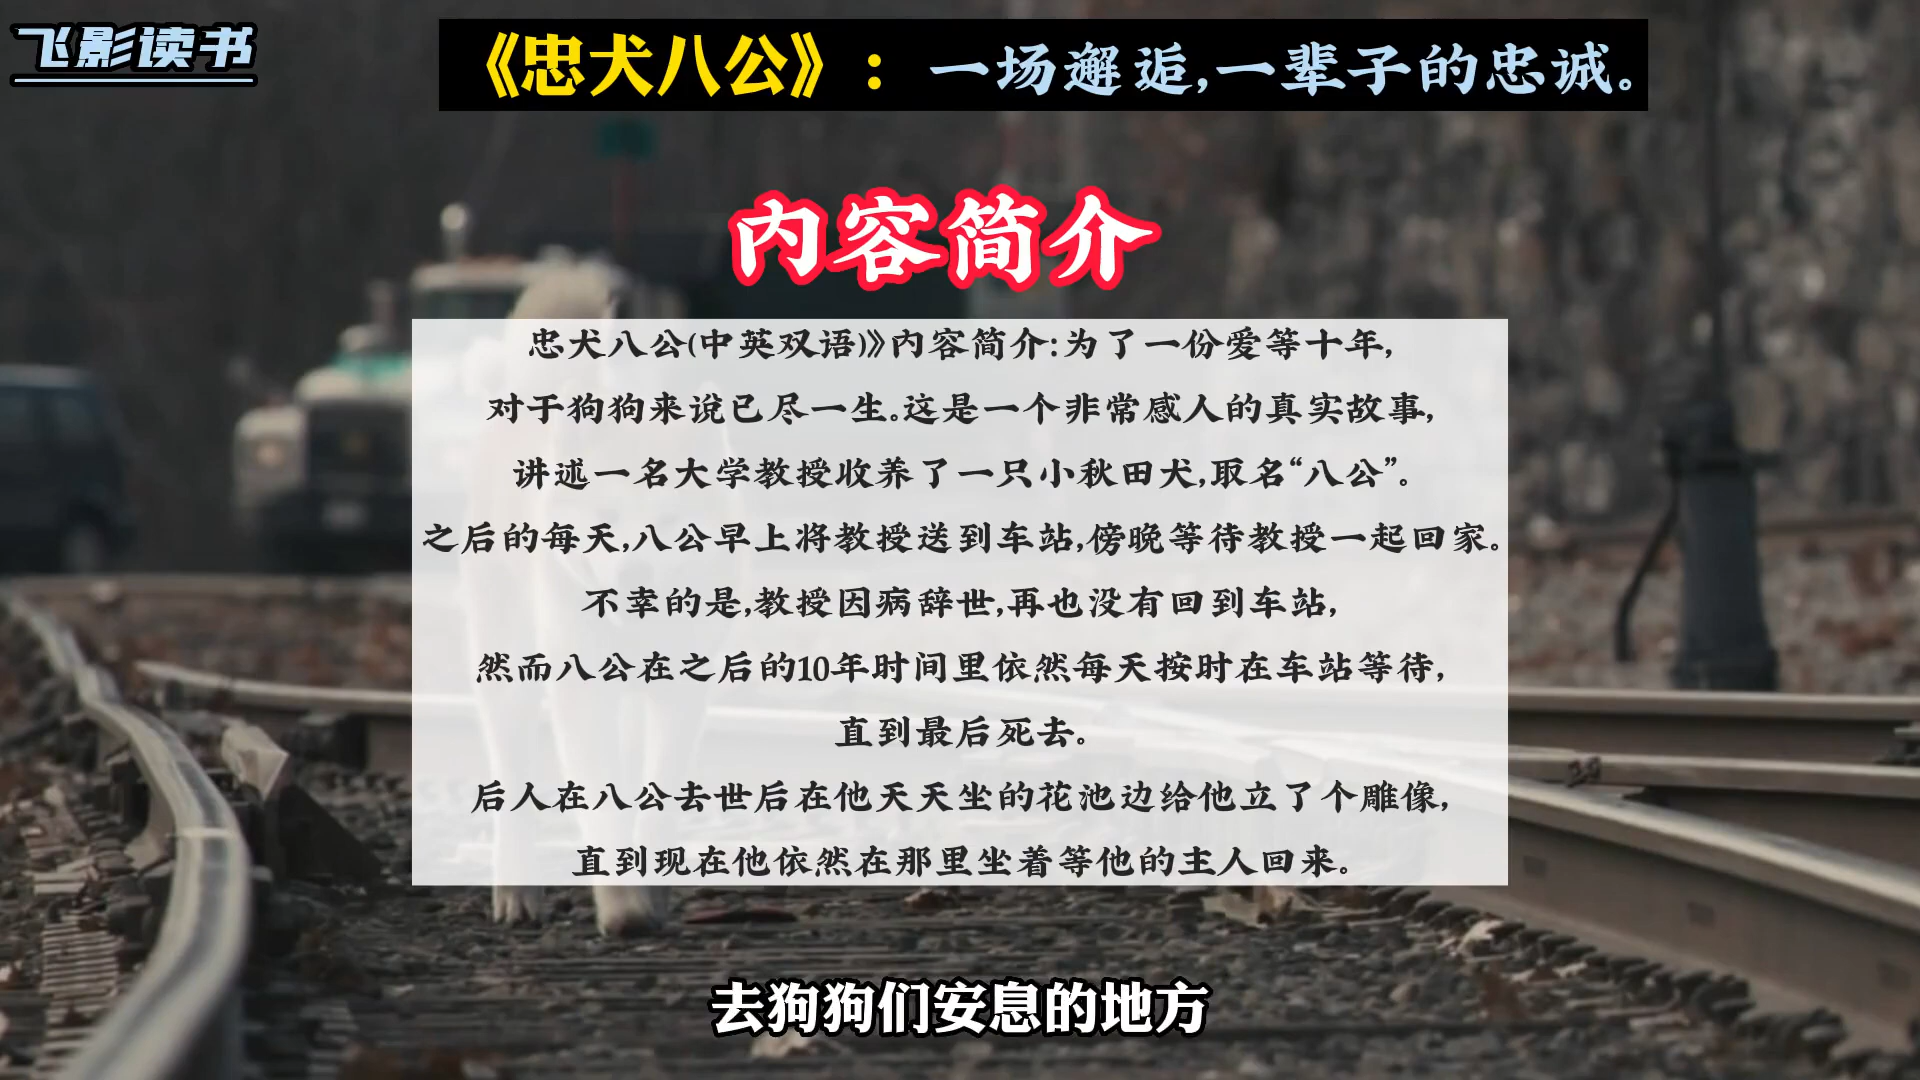 飞影读书
《忠犬八公》：一场邂逅，一辈子的忠诚。
内容简介
忠犬八公(中英双语)》内容简介：为了一份爱等十年，
对于狗狗来说已尽一生。这是一个非常感人的真实故事，
讲述一名大学教授收养了一只小秋田犬，取名“八公”。
之后的每天，八公早上将教授送到车站，傍晚等待教授一起回家。
不幸的是，教授因病辞世，再也没有回到车站，
然而八公在之后的10年时间里依然每天按时在车站等待，
直到最后死去。
后人在八公去世后在他天天坐的花池边给他立了个雕像，
直到现在他依然在那里坐着等他的主人回来。
去狗狗们安息的地方